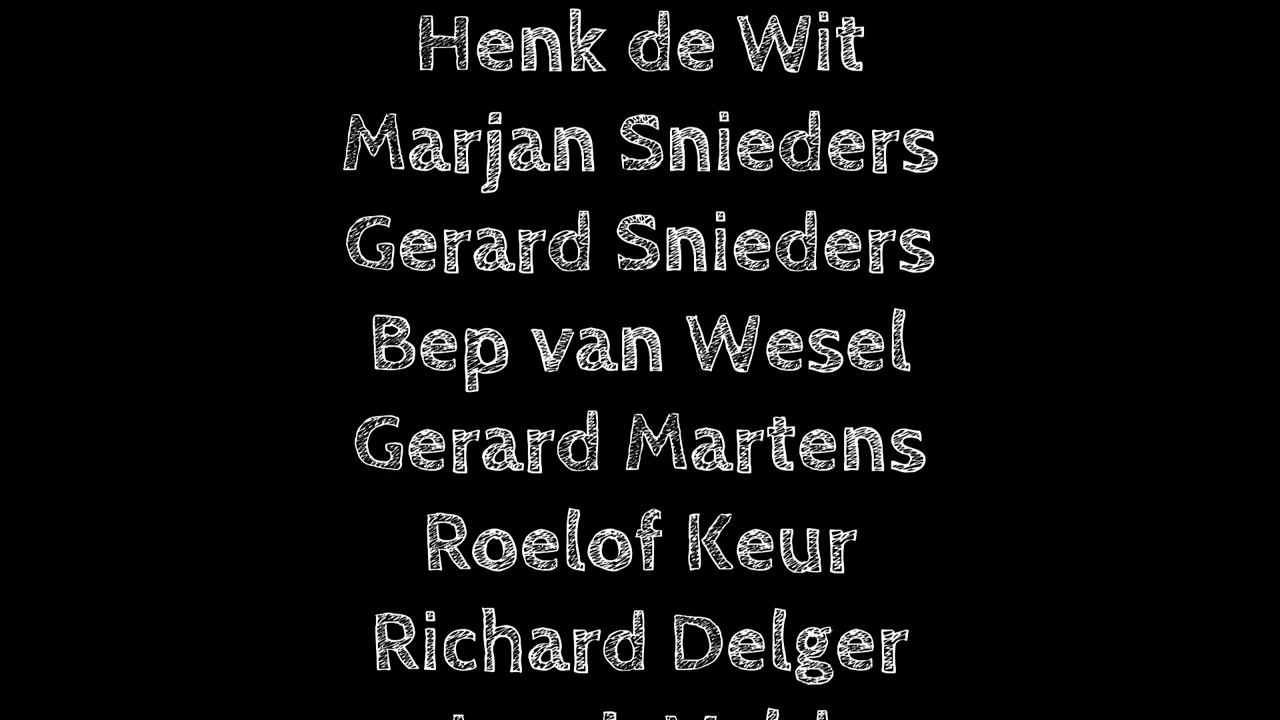 Henk de Wit
Marjan Snieders
Gerard Snieders
Bep van Wesel
Gerard Martens
Roelof Keur
Richard Delger